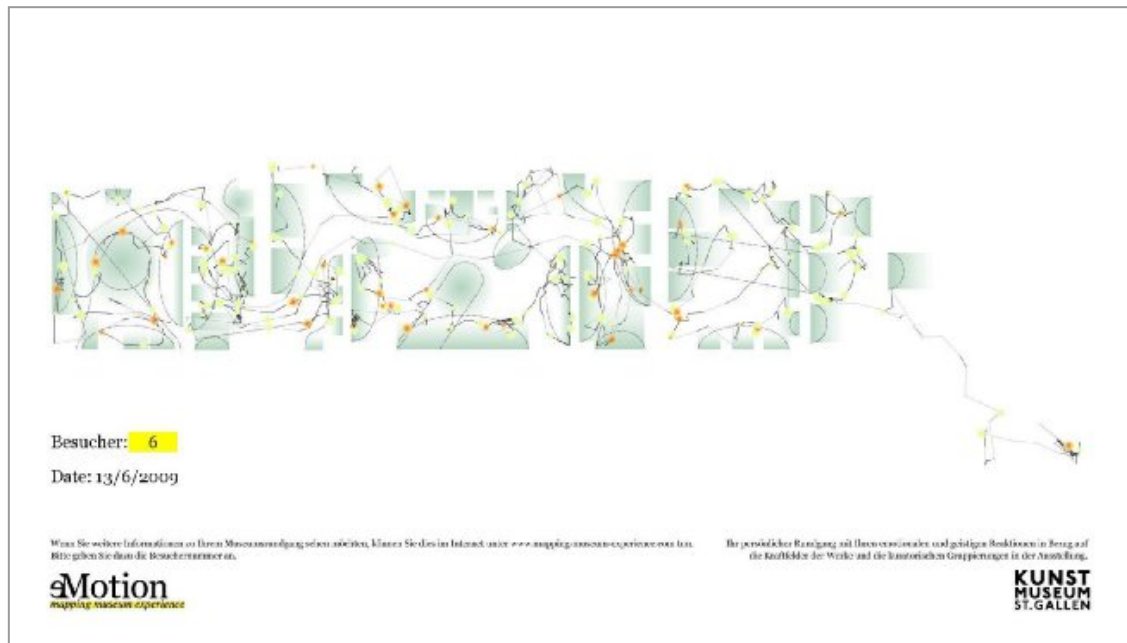 Besucher: 6
Date: 13/6/2009
Wenn Sie weitere Informationen zu Ihrem Museumsrundgang sehen möchten, können Sie dies im Internet unter www.mapping-museum-experience.com tun.
Bitte geben Sie dazu die Besuchernummer an.
Ihr persönlicher Rundgang mit Ihren emotionalen und geistigen Reaktionen in Bezug auf
die Kraftfelder der Werke und die kuratorischen Gruppierungen in der Ausstellung.
eMotion
mapping museum experience
KUNST
MUSEUM
ST.GALLEN